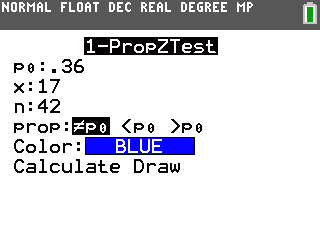 NORMAL FLOAT DEC REAL DEGREE MP
1-PropZTest
p₀:.36
x:17
n:42
prop:≠p₀ <p₀ >p₀
Color: BLUE
Calculate Draw